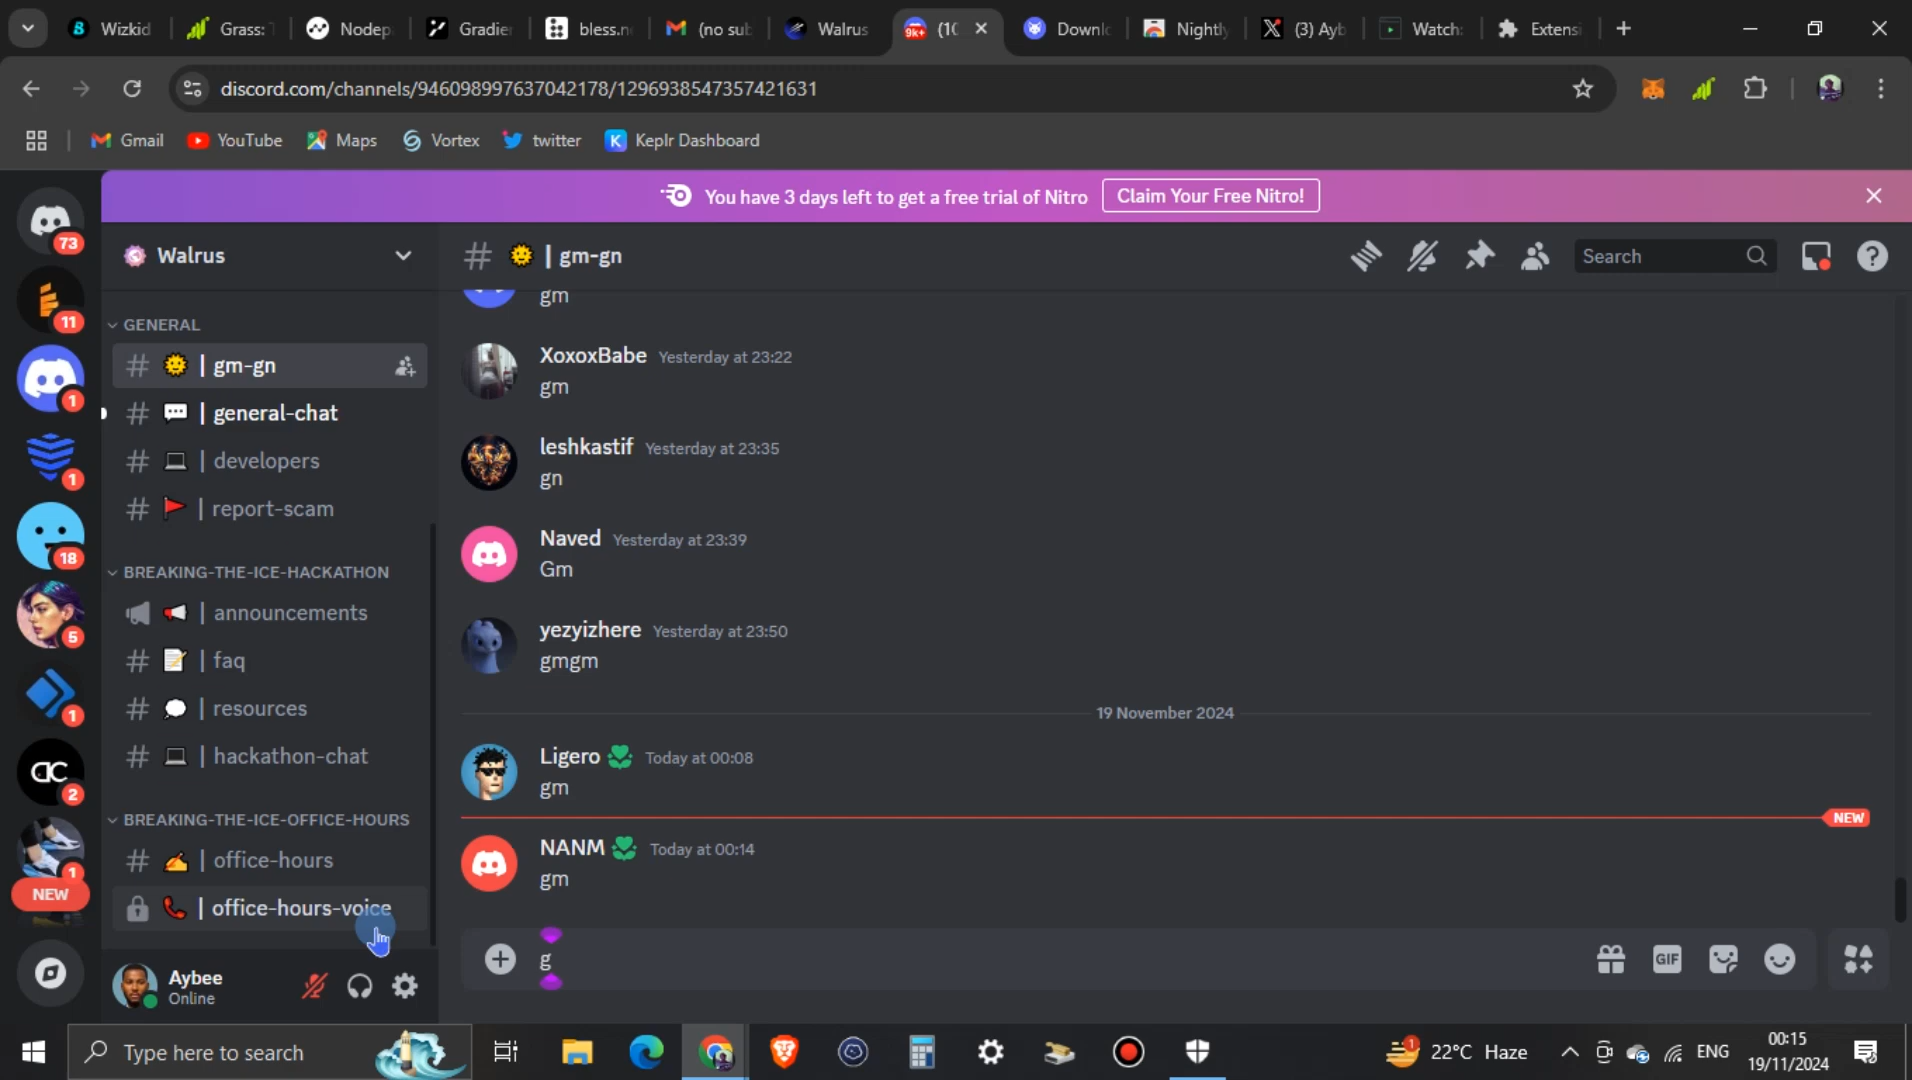 Wizkid
Grass: T
Nodep
Gradie
bless.n
(no sub
Walrus
9k+
(10
Downl
Nightly
(3) Ayb
Watch:
Extens
discord.com/channels/946098997637042178/1296938547357421631
Gmail
YouTube
Maps
Vortex
twitter
Keplr Dashboard
You have 3 days left to get a free trial of Nitro
Claim Your Free Nitro!
73
11
1
1
18
5
1
2
1
NEW
Walrus
GENERAL
| gm-gn
| general-chat
| developers
| report-scam
BREAKING-THE-ICE-HACKATHON
| announcements
| faq
| resources
| hackathon-chat
BREAKING-THE-ICE-OFFICE-HOURS
| office-hours
| office-hours-voice
Aybee
Online
# | gm-gn
Search
gm
XoxoxBabe Yesterday at 23:22
gm
leshkastif Yesterday at 23:35
gn
Naved Yesterday at 23:39
Gm
yezyizhere Yesterday at 23:50
gmgm
19 November 2024
Ligero Today at 00:08
gm
NEW
NANM Today at 00:14
gm
g
GIF
Type here to search
1
22°C Haze
ENG
00:15
19/11/2024